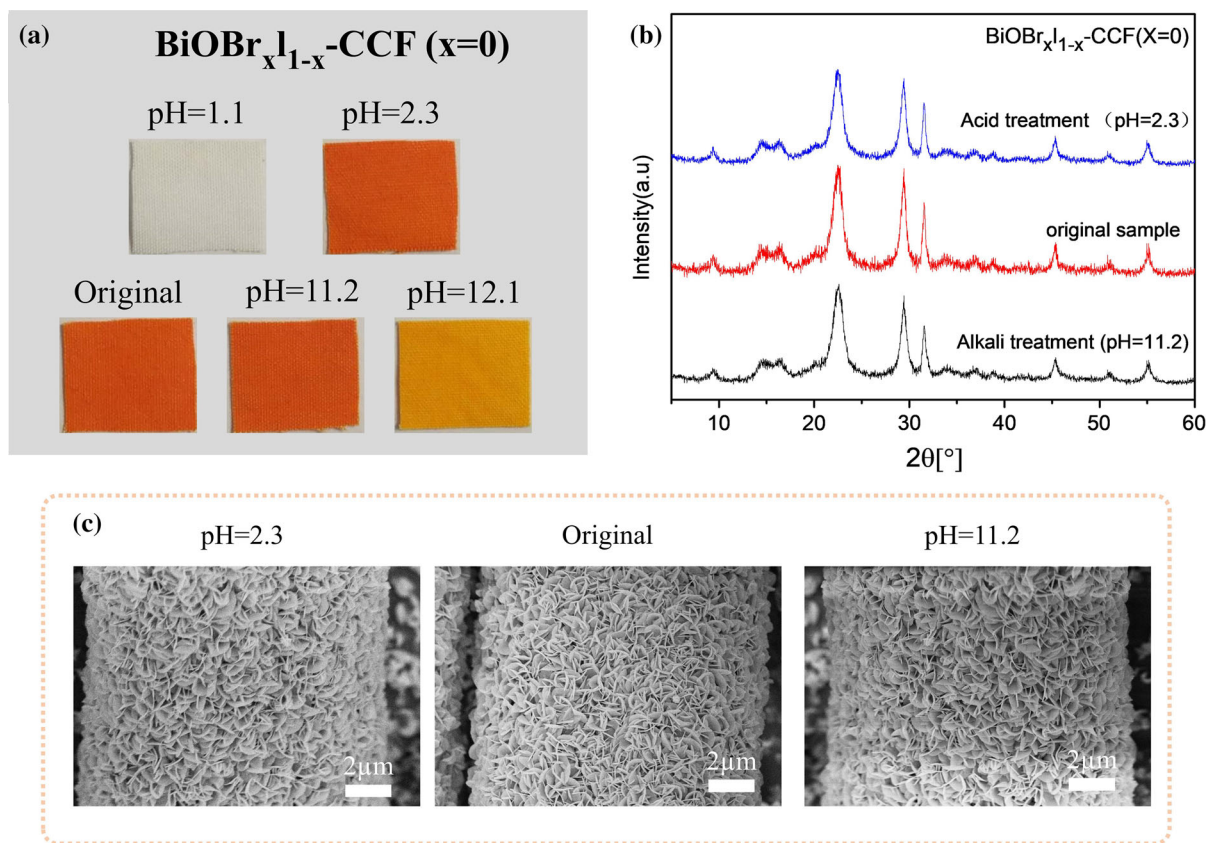 (a)
BiOBrₓI₁₋ₓ-CCF (x=0)
pH=1.1 pH=2.3
Original pH=11.2 pH=12.1
(b)
BiOBrₓI₁₋ₓ-CCF(X=0)
Acid treatment （pH=2.3）
original sample
Alkali treatment (pH=11.2)
Intensity(a.u)
10 20 30 40 50 60
2θ[°]
(c)
pH=2.3 Original pH=11.2
2μm 2μm 2μm